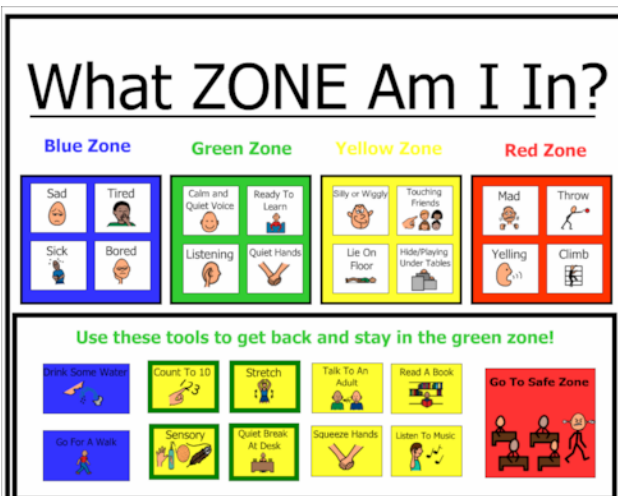 What ZONE Am I In?
Blue Zone
Green Zone
Yellow Zone
Red Zone
Sad
Tired
Sick
Bored
Calm and
Quiet Voice
Ready To
Learn
Listening
Quiet Hands
Silly or Wiggly
Touching
Friends
Lie On
Floor
Hide/Playing
Under Tables
Mad
Throw
Yelling
Climb
Use these tools to get back and stay in the green zone!
Drink Some Water
Count To 10
123
Stretch
Talk To An
Adult
Read A Book
Go To Safe Zone
Go For A Walk
Sensory
Quiet Break
At Desk
Squeeze Hands
Listen To Music